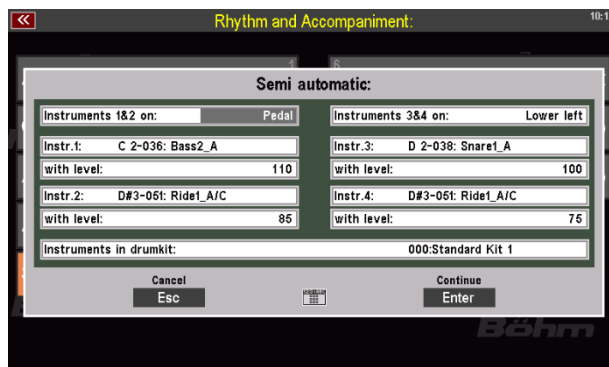 Rhythm and Accompaniment:
10:1
1
6
Semi automatic:
Instruments 1&2 on: Pedal
Instruments 3&4 on: Lower left
Instr.1: C 2-036: Bass2_A
Instr.3: D 2-038: Snare1_A
with level: 110
with level: 100
Instr.2: D#3-051: Ride1_A/C
Instr.4: D#3-051: Ride1_A/C
with level: 85
with level: 75
Instruments in drumkit: 000:Standard Kit 1
Cancel
Continue
Esc
Enter
Böhm